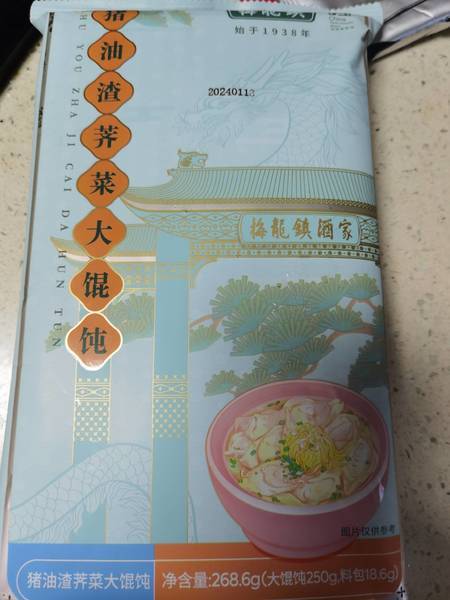 梅龍镇
始于1938年
20240113
猪油渣荠菜大馄饨
ZHU YOU ZHA JI CAI DA HUN TUN
梅龍鎮酒家
图片仅供参考
猪油渣荠菜大馄饨
净含量:268.6g(大馄饨250g,料包18.6g)